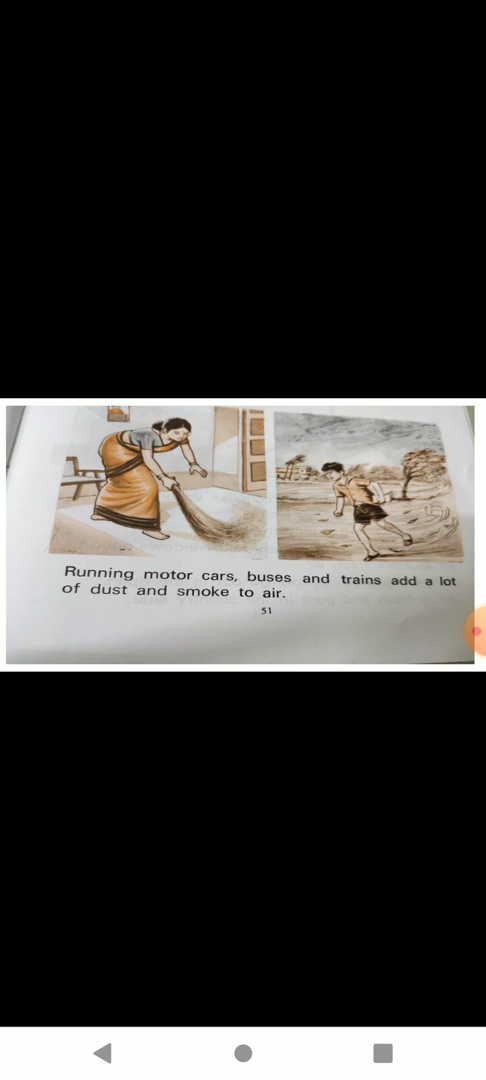 Running motor cars, buses and trains add a lot
of dust and smoke to air.
51